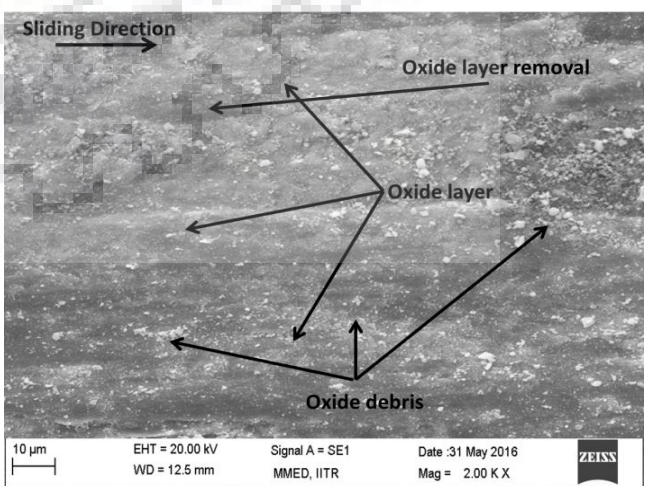 Sliding Direction
Oxide layer removal
Oxide layer
Oxide debris
10 µm
EHT = 20.00 kV
Signal A = SE1
Date :31 May 2016
ZEISS
WD = 12.5 mm
MMED, IITR
Mag = 2.00 K X